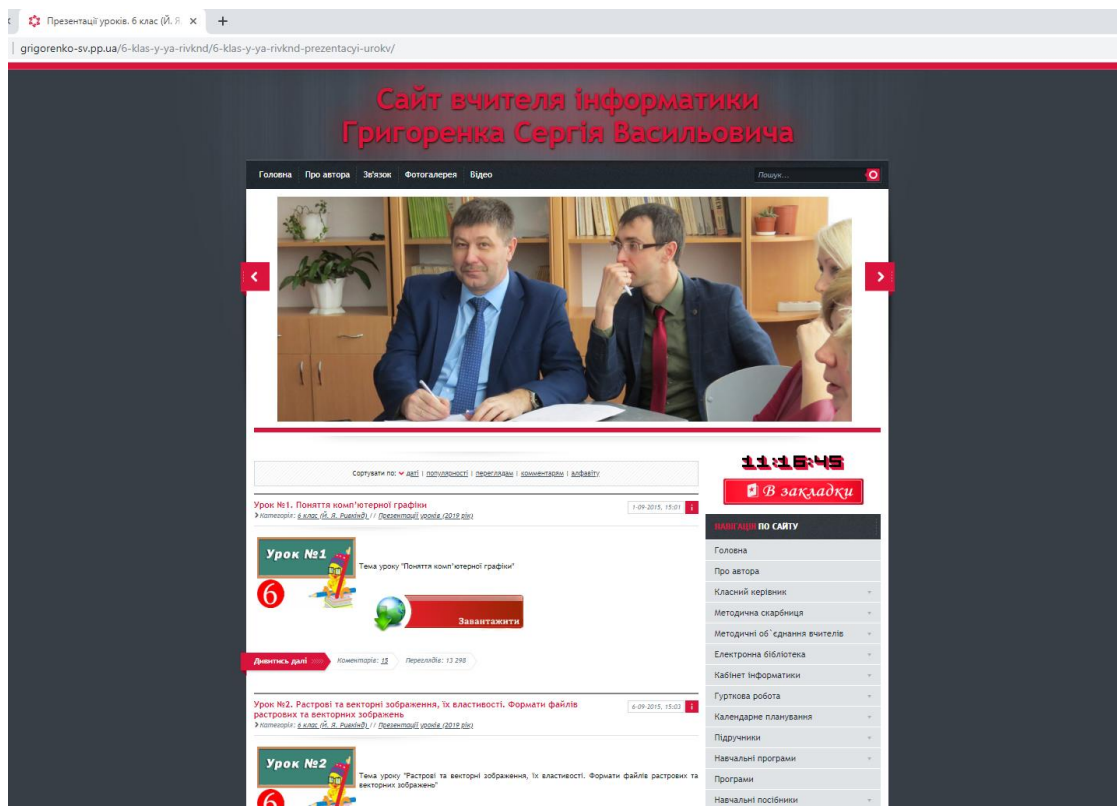 Презентації уроків. 6 клас (Й. Я
grigorenko-sv.pp.ua/6-klas-y-ya-rivknd/6-klas-y-ya-rivknd-prezentacyi-urokv/
Сайт вчителя інформатики
Григоренка Сергія Васильовича
Головна Про автора Зв'язок Фотогалерея Відео
Пошук...
11:16:45
В закладки
Сортувати по: даті | популярності | переглядам | комментарям | алфавіту
Урок №1. Поняття комп'ютерної графіки
1-09-2015, 15:01
Категорія: 6 клас (Й. Я. Ривкінд) // Презентації уроків (2019 рік)
Урок №1
6
Тема уроку "Поняття комп'ютерної графіки"
Завантажити
Дивитись далі
Коментарів: 15
Переглядів: 13 298
Урок №2. Растрові та векторні зображення, їх властивості. Формати файлів
растрових та векторних зображень
6-09-2015, 15:03
Категорія: 6 клас (Й. Я. Ривкінд) // Презентації уроків (2019 рік)
Урок №2
6
Тема уроку "Растрові та векторні зображення, їх властивості. Формати файлів растрових та
векторних зображень"
НАВІГАЦІЯ ПО САЙТУ
Головна
Про автора
Класний керівник
Методична скарбниця
Методичні об`єднання вчителів
Електронна бібліотека
Кабінет інформатики
Гурткова робота
Календарне планування
Підручники
Навчальні програми
Програми
Навчальні посібники